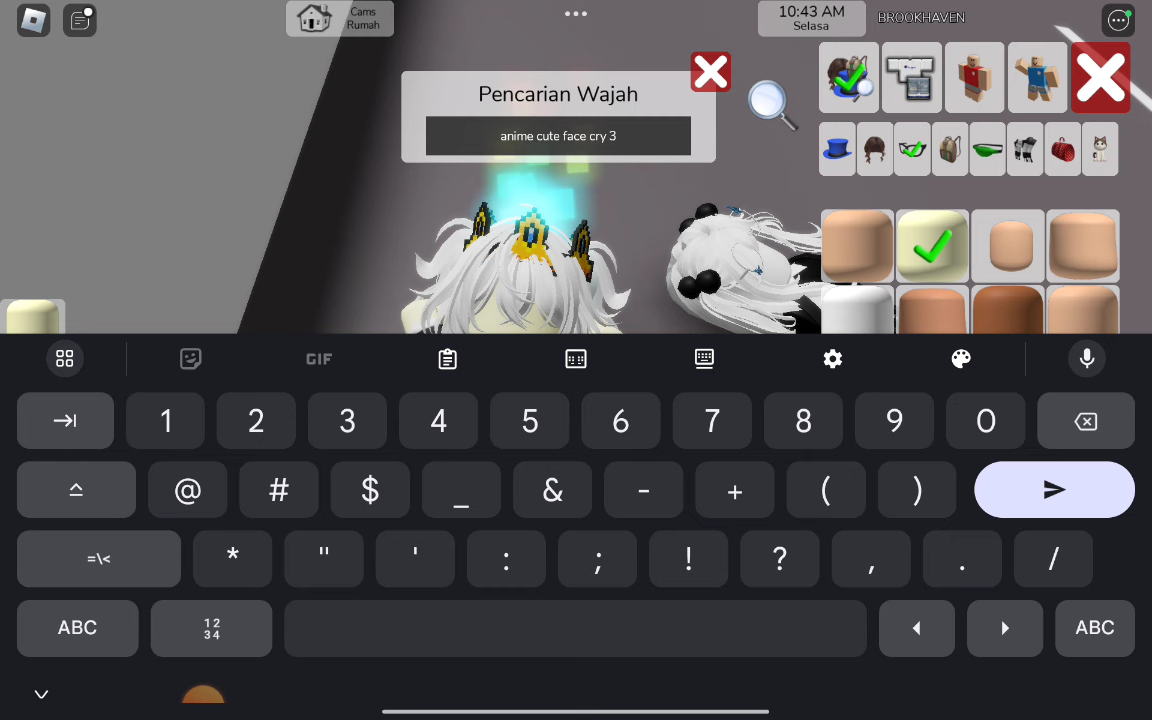 Cams
Rumah
10:43 AM
Selasa
BROOKHAVEN
Pencarian Wajah
anime cute face cry 3
GIF
1 2 3 4 5 6 7 8 9 0
@ # $ _ & - + ( )
=\< * " ' : ; ! ? , . /
ABC 12 34 ABC